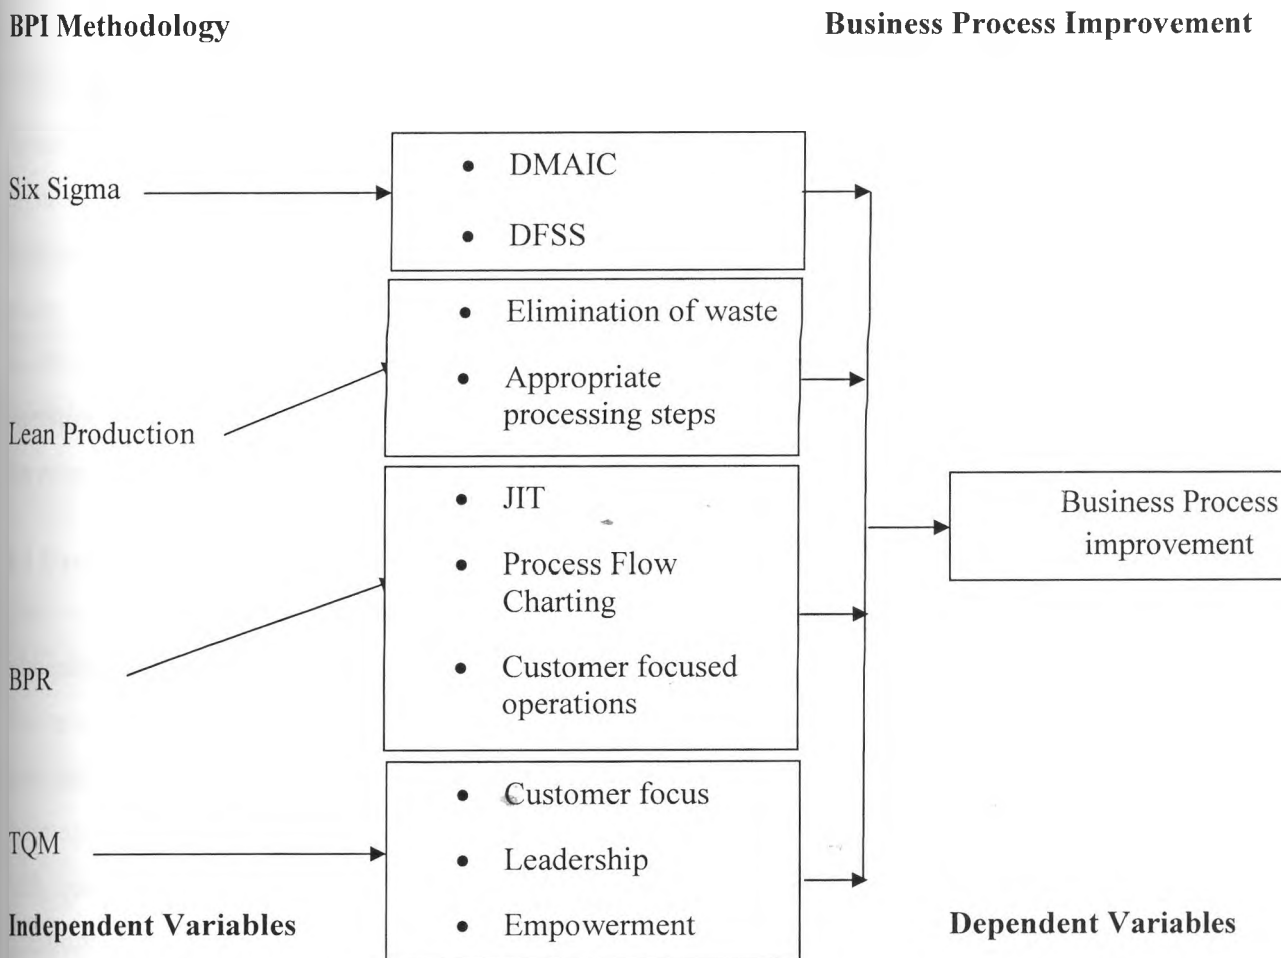 BPI Methodology
Business Process Improvement
Six Sigma
• DMAIC
• DFSS
Lean Production
• Elimination of waste
• Appropriate
processing steps
BPR
• JIT
• Process Flow
Charting
• Customer focused
operations
TQM
• Customer focus
• Leadership
• Empowerment
Business Process
improvement
Independent Variables
Dependent Variables